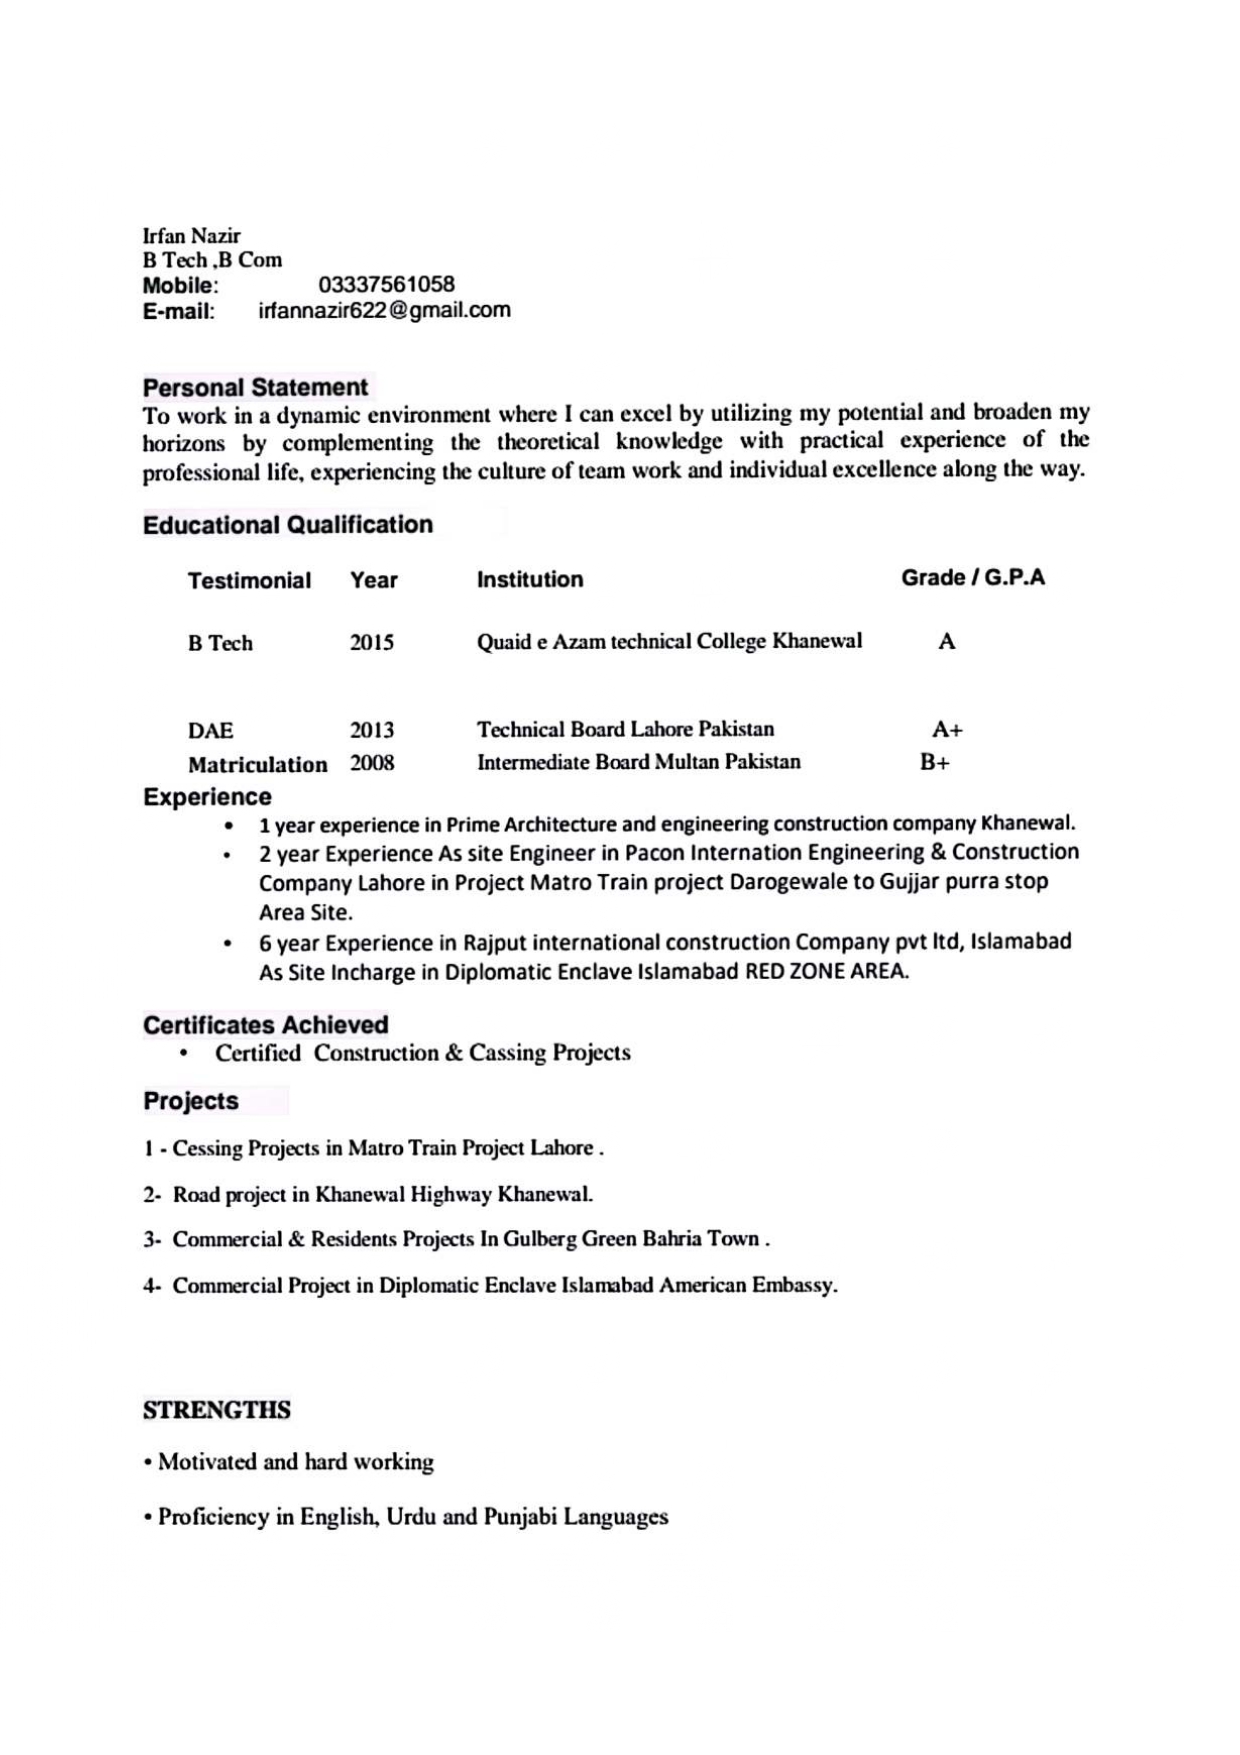 Irfan Nazir
B Tech ,B Com
Mobile: 03337561058
E-mail: irfannazir622@gmail.com
Personal Statement
To work in a dynamic environment where I can excel by utilizing my potential and broaden my
horizons by complementing the theoretical knowledge with practical experience of the
professional life, experiencing the culture of team work and individual excellence along the way.
Educational Qualification
Testimonial Year Institution Grade / G.P.A
B Tech 2015 Quaid e Azam technical College Khanewal A
DAE 2013 Technical Board Lahore Pakistan A+
Matriculation 2008 Intermediate Board Multan Pakistan B+
Experience
• 1 year experience in Prime Architecture and engineering construction company Khanewal.
• 2 year Experience As site Engineer in Pacon Internation Engineering & Construction
Company Lahore in Project Matro Train project Darogewale to Gujjar purra stop
Area Site.
• 6 year Experience in Rajput international construction Company pvt ltd, Islamabad
As Site Incharge in Diplomatic Enclave Islamabad RED ZONE AREA.
Certificates Achieved
• Certified Construction & Cassing Projects
Projects
1 - Cessing Projects in Matro Train Project Lahore .
2- Road project in Khanewal Highway Khanewal.
3- Commercial & Residents Projects In Gulberg Green Bahria Town .
4- Commercial Project in Diplomatic Enclave Islamabad American Embassy.
STRENGTHS
• Motivated and hard working
• Proficiency in English, Urdu and Punjabi Languages